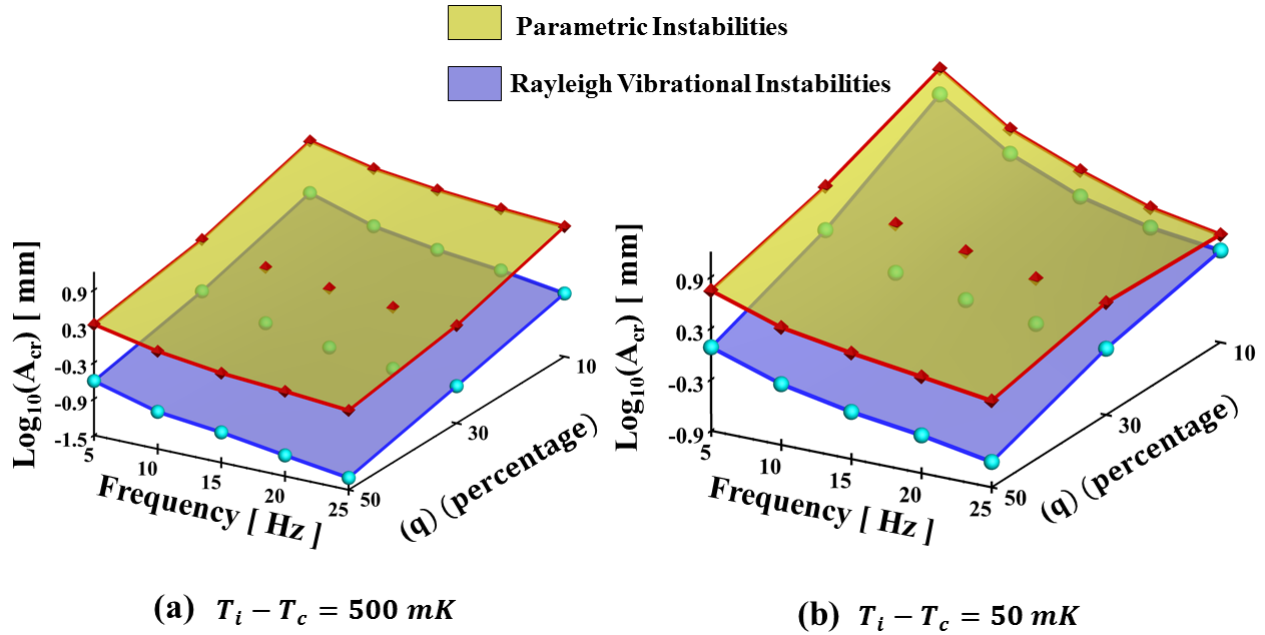 Parametric Instabilities
Rayleigh Vibrational Instabilities
Log10(Acr) [ mm]
0.9
0.3
-0.3
-0.9
-1.5
5
10
15
20
25
Frequency [ Hz ]
50
30
10
(q) (percentage)
Log10(Acr) [ mm]
0.9
0.3
-0.3
-0.9
5
10
15
20
25
Frequency [ Hz ]
50
30
10
(q) (percentage)
(a) Ti − Tc = 500 mK
(b) Ti − Tc = 50 mK